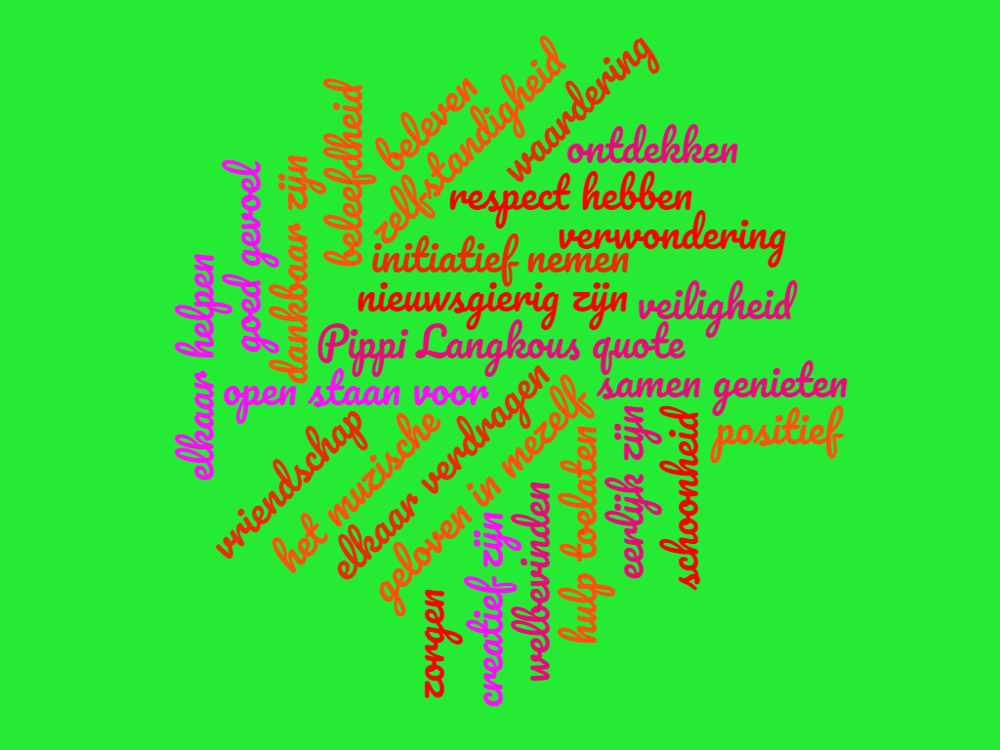 waardering
zelfstandigheid
beleven
beleefdheid
ontdekken
dankbaar zijn
goed gevoel
respect hebben
verwondering
initiatief nemen
elkaar helpen
nieuwsgierig zijn
veiligheid
Pippi Langkous quote
open staan voor
samen genieten
positief
vriendschap
het muzische
elkaar verdragen
geloven in mezelf
hulp toelaten
eerlijk zijn
schoonheid
zorgen
creatief zijn
welbevinden